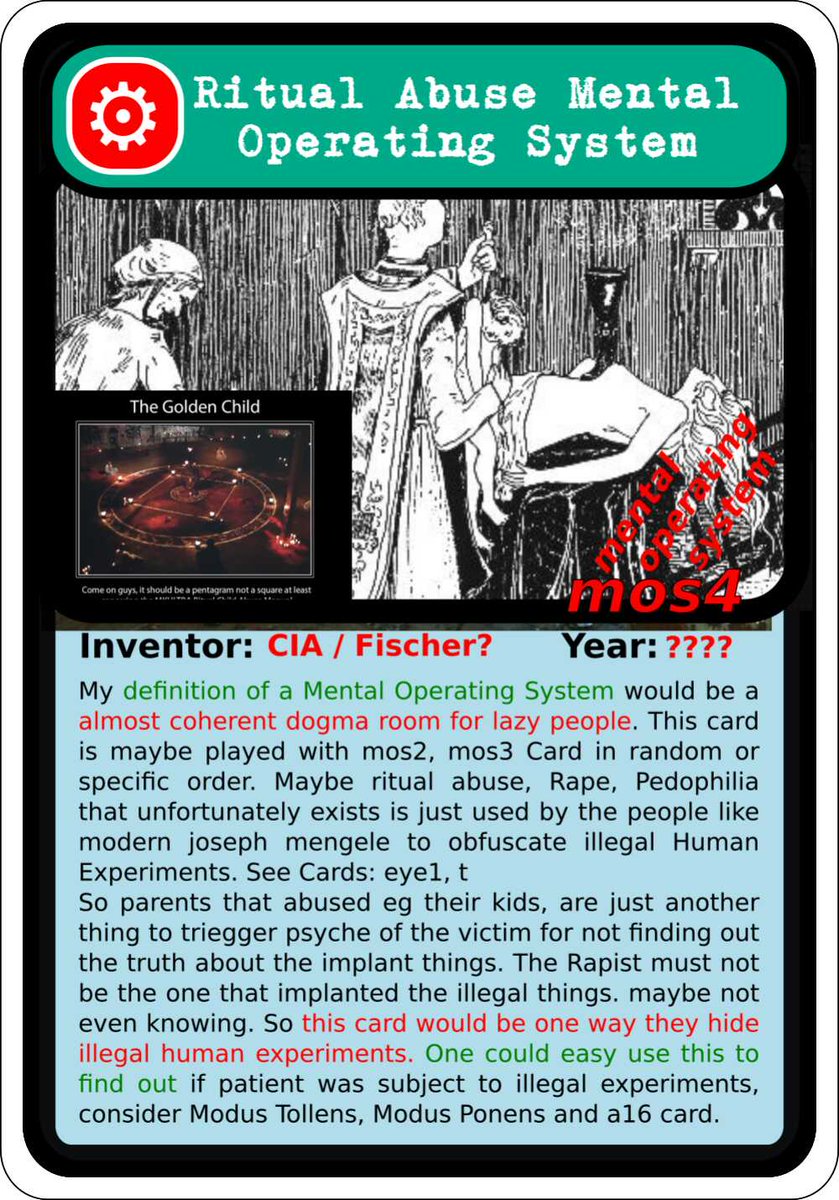 Ritual Abuse Mental
Operating System
The Golden Child
Come on guys, it should be a pentagram not a square at least
mental
operating
system
mos4
Inventor: CIA / Fischer? Year: ????
My definition of a Mental Operating System would be a
almost coherent dogma room for lazy people. This card
is maybe played with mos2, mos3 Card in random or
specific order. Maybe ritual abuse, Rape, Pedophilia
that unfortunately exists is just used by the people like
modern joseph mengele to obfuscate illegal Human
Experiments. See Cards: eye1, t
So parents that abused eg their kids, are just another
thing to triegger psyche of the victim for not finding out
the truth about the implant things. The Rapist must not
be the one that implanted the illegal things. maybe not
even knowing. So this card would be one way they hide
illegal human experiments. One could easy use this to
find out if patient was subject to illegal experiments,
consider Modus Tollens, Modus Ponens and a16 card.